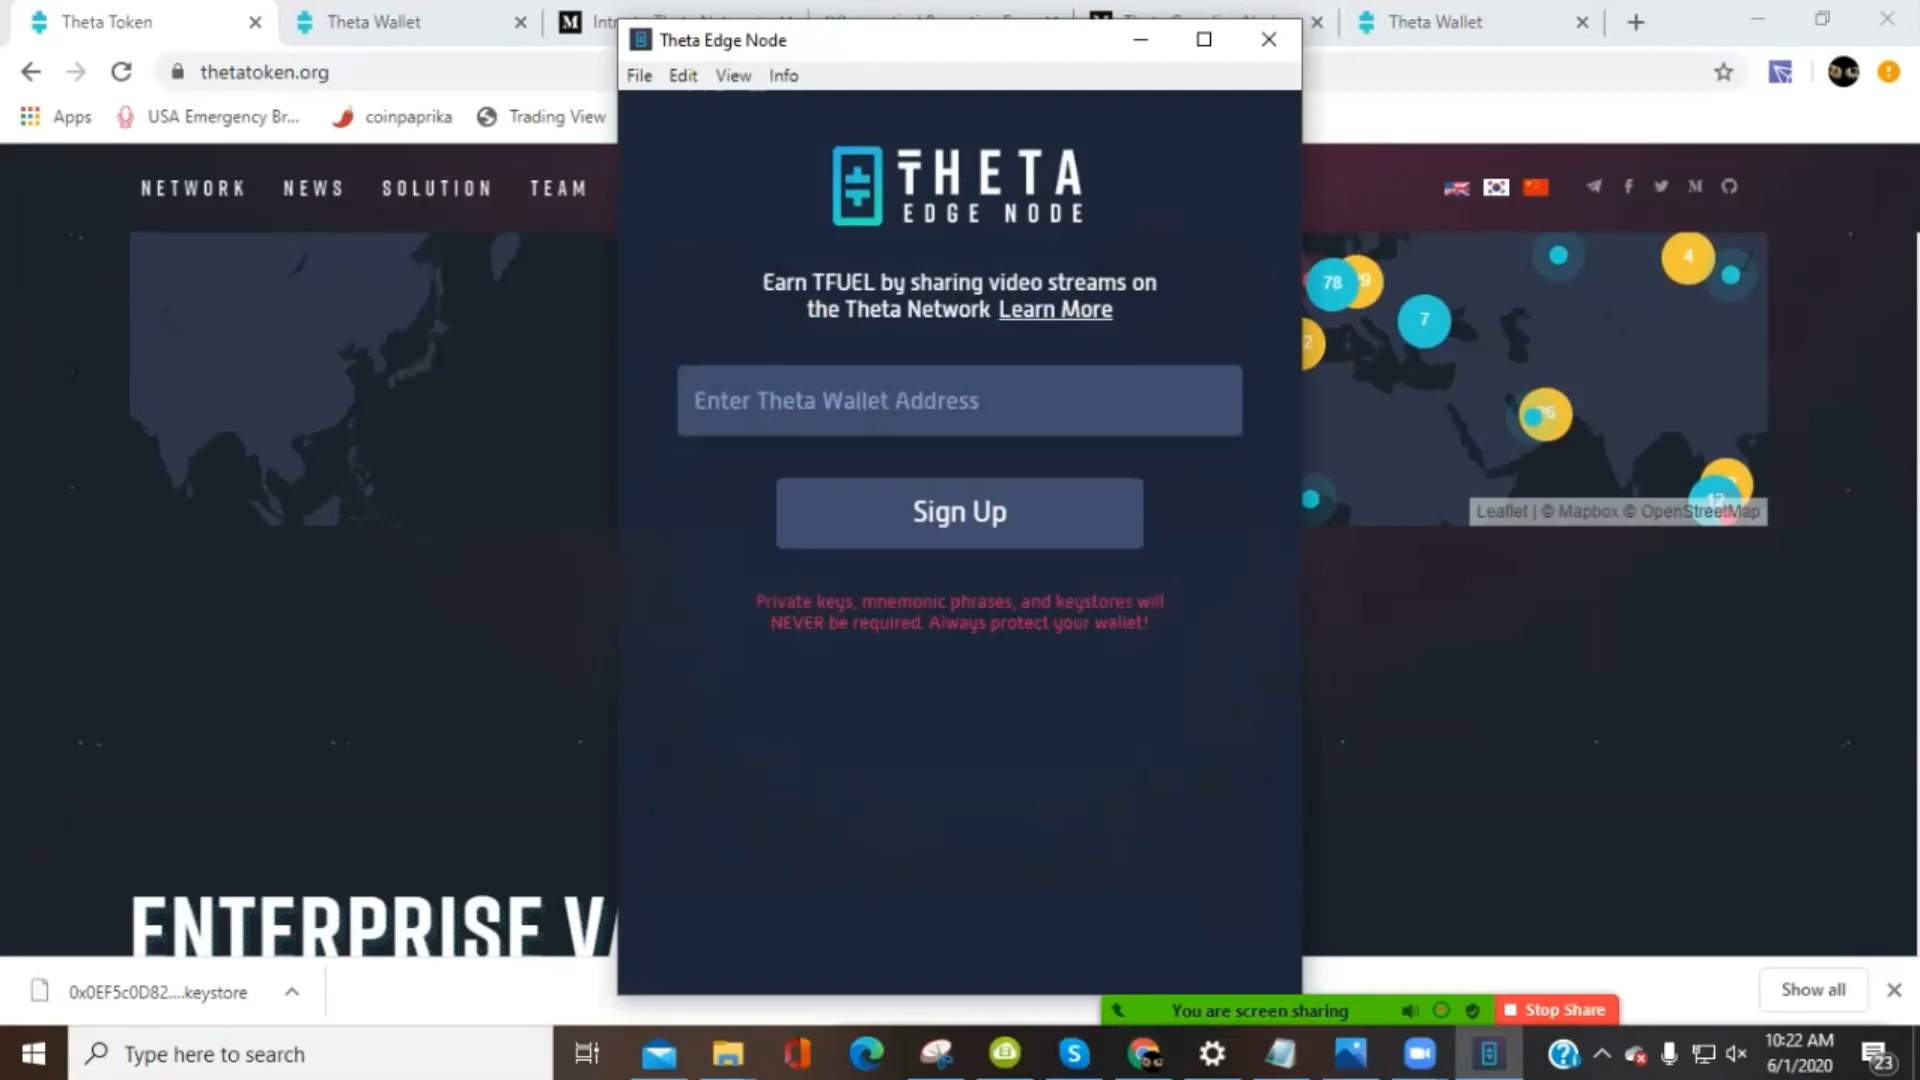 Theta Token
Theta Wallet
Theta Edge Node
Theta Wallet
thetatoken.org
File Edit View Info
Apps
USA Emergency Br...
coinpaprika
Trading View
NETWORK NEWS SOLUTION TEAM
THETA
EDGE NODE
Earn TFUEL by sharing video streams on
the Theta Network Learn More
Enter Theta Wallet Address
Sign Up
Private keys, mnemonic phrases, and keystores will
NEVER be required. Always protect your wallet!
4
78
7
12
Leaflet | © Mapbox © OpenStreetMap
ENTERPRISE
0x0EF5c0D82....keystore
Show all
You are screen sharing
Stop Share
Type here to search
10:22 AM
6/1/2020
23